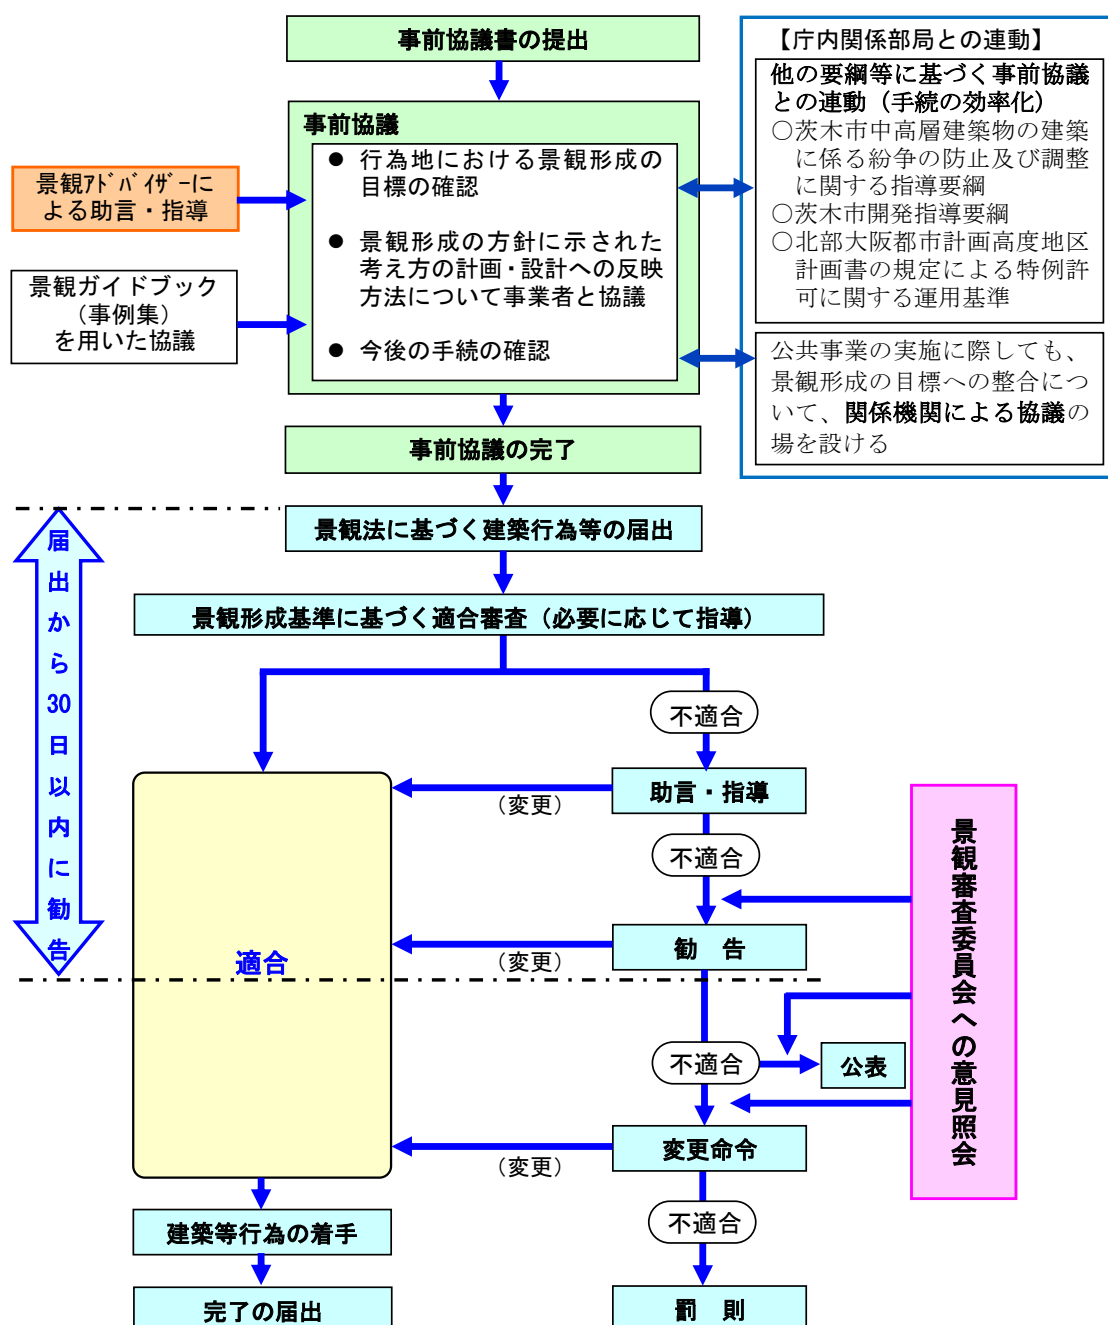 事前協議書の提出
事前協議
● 行為地における景観形成の
目標の確認
● 景観形成の方針に示された
考え方の計画・設計への反映
方法について事業者と協議
● 今後の手続の確認
景観ｱﾄﾞﾊﾞｲｻﾞｰに
よる助言・指導
景観ガイドブック
（事例集）
を用いた協議
【庁内関係部局との連動】
他の要綱等に基づく事前協議
との連動（手続の効率化）
○茨木市中高層建築物の建築
に係る紛争の防止及び調整
に関する指導要綱
○茨木市開発指導要綱
○北部大阪都市計画高度地区
計画書の規定による特例許
可に関する運用基準
公共事業の実施に際しても、
景観形成の目標への整合につ
いて、関係機関による協議の
場を設ける
事前協議の完了
景観法に基づく建築行為等の届出
景観形成基準に基づく適合審査（必要に応じて指導）
届出から30日以内に勧告
不適合
助言・指導
（変更）
不適合
勧　告
（変更）
適合
不適合
公表
変更命令
（変更）
不適合
罰　則
景観審査委員会への意見照会
建築等行為の着手
完了の届出